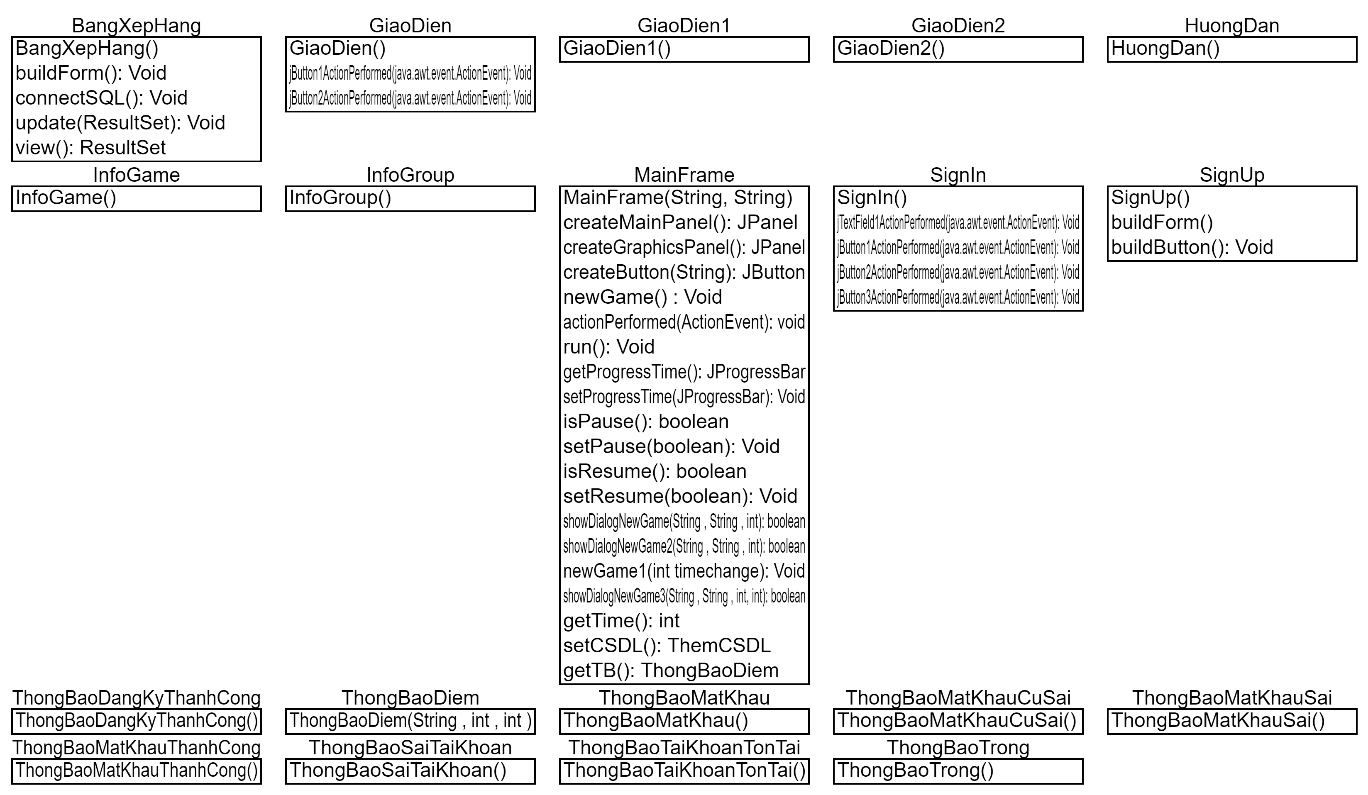 BangXepHang
BangXepHang()
buildForm(): Void
connectSQL(): Void
update(ResultSet): Void
view(): ResultSet
GiaoDien
GiaoDien()
jButton1ActionPerformed(java.awt.event.ActionEvent): Void
jButton2ActionPerformed(java.awt.event.ActionEvent): Void
GiaoDien1
GiaoDien1()
GiaoDien2
GiaoDien2()
HuongDan
HuongDan()
InfoGame
InfoGame()
InfoGroup
InfoGroup()
MainFrame
MainFrame(String, String)
createMainPanel(): JPanel
createGraphicsPanel(): JPanel
createButton(String): JButton
newGame() : Void
actionPerformed(ActionEvent): void
run(): Void
getProgressTime(): JProgressBar
setProgressTime(JProgressBar): Void
isPause(): boolean
setPause(boolean): Void
isResume(): boolean
setResume(boolean): Void
showDialogNewGame(String , String , int): boolean
showDialogNewGame2(String , String , int): boolean
newGame1(int timechange): Void
showDialogNewGame3(String , String , int, int): boolean
getTime(): int
setCSDL(): ThemCSDL
getTB(): ThongBaoDiem
SignIn
SignIn()
jTextField1ActionPerformed(java.awt.event.ActionEvent): Void
jButton1ActionPerformed(java.awt.event.ActionEvent): Void
jButton2ActionPerformed(java.awt.event.ActionEvent): Void
jButton3ActionPerformed(java.awt.event.ActionEvent): Void
SignUp
SignUp()
buildForm()
buildButton(): Void
ThongBaoDangKyThanhCong
ThongBaoDangKyThanhCong()
ThongBaoDiem
ThongBaoDiem(String , int , int )
ThongBaoMatKhau
ThongBaoMatKhau()
ThongBaoMatKhauCuSai
ThongBaoMatKhauCuSai()
ThongBaoMatKhauSai
ThongBaoMatKhauSai()
ThongBaoMatKhauThanhCong
ThongBaoMatKhauThanhCong()
ThongBaoSaiTaiKhoan
ThongBaoSaiTaiKhoan()
ThongBaoTaiKhoanTonTai
ThongBaoTaiKhoanTonTai()
ThongBaoTrong
ThongBaoTrong()